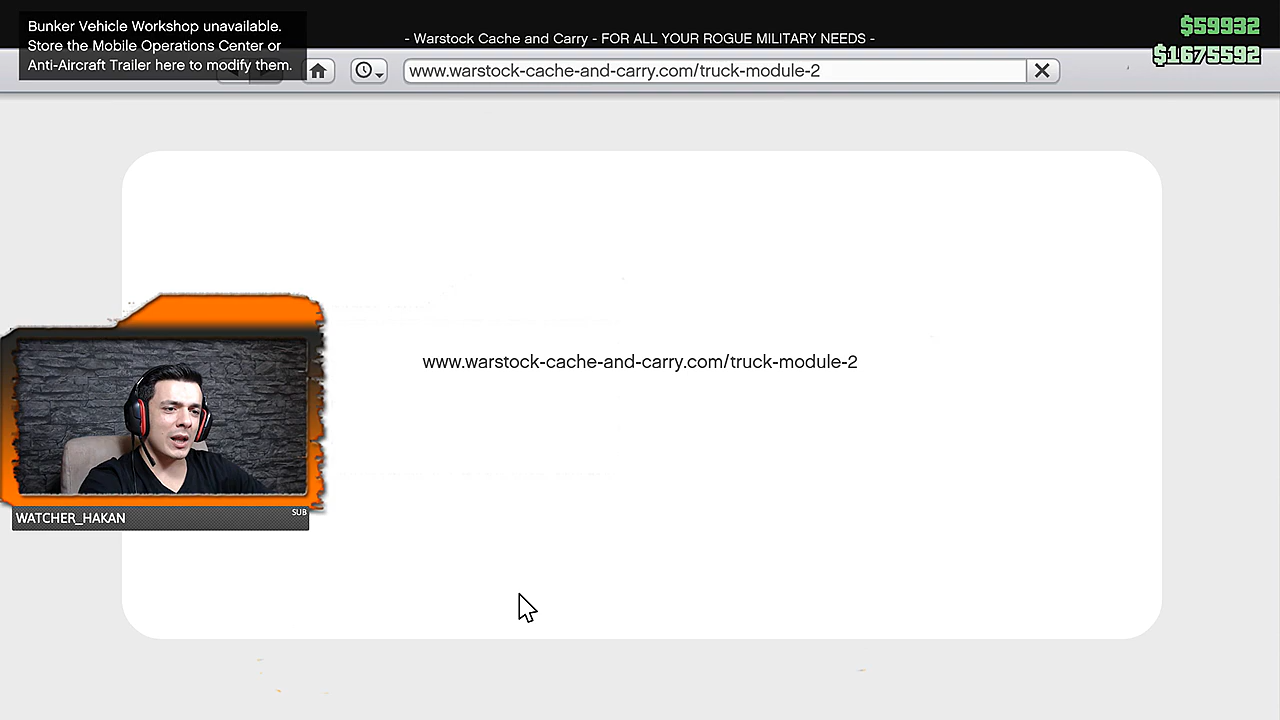 Bunker Vehicle Workshop unavailable.
Store the Mobile Operations Center or
Anti-Aircraft Trailer here to modify them.
- Warstock Cache and Carry - FOR ALL YOUR ROGUE MILITARY NEEDS -
$59932
$1675592
www.warstock-cache-and-carry.com/truck-module-2
www.warstock-cache-and-carry.com/truck-module-2
WATCHER_HAKAN
SUB